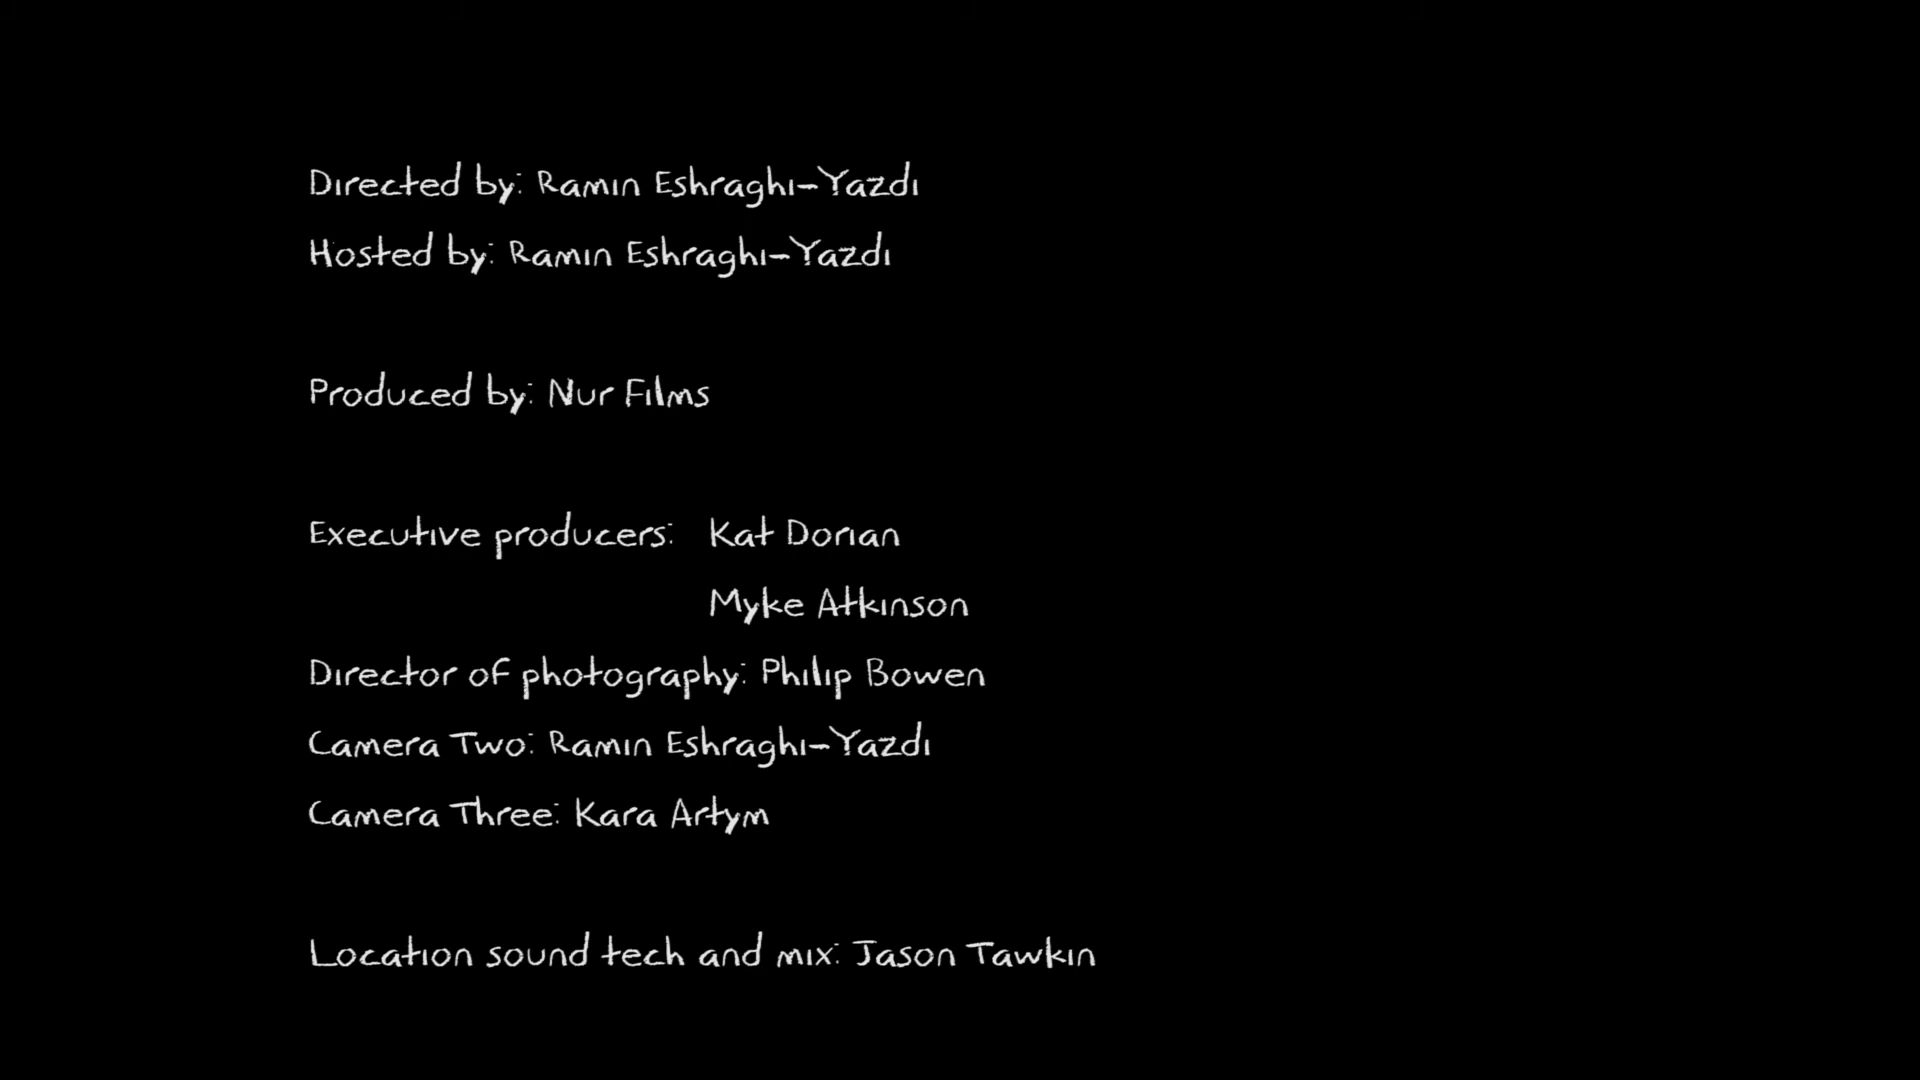 Directed by: Ramin Eshraghi-Yazdi
Hosted by: Ramin Eshraghi-Yazdi
Produced by: Nur Films
Executive producers: Kat Dorian
Myke Atkinson
Director of photography: Philip Bowen
Camera Two: Ramin Eshraghi-Yazdi
Camera Three: Kara Artym
Location sound tech and mix: Jason Tawkin